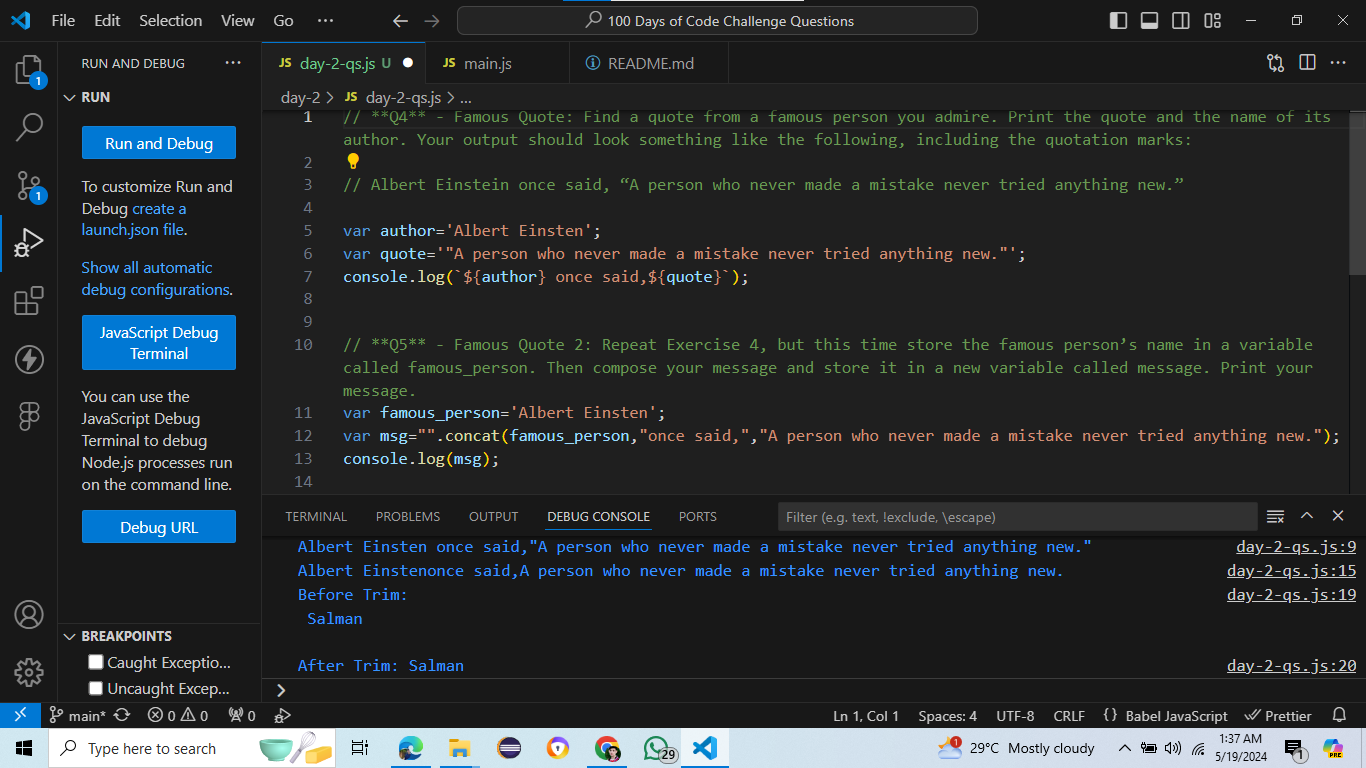 File Edit Selection View Go ··· 100 Days of Code Challenge Questions
1
1
RUN AND DEBUG ···
RUN
Run and Debug
To customize Run and
Debug create a
launch.json file.
Show all automatic
debug configurations.
JavaScript Debug
Terminal
You can use the
JavaScript Debug
Terminal to debug
Node.js processes run
on the command line.
Debug URL
BREAKPOINTS
Caught Exceptio...
Uncaught Excep...
JS day-2-qs.js U ● JS main.js README.md ···
day-2 > JS day-2-qs.js > ...
1 // **Q4** - Famous Quote: Find a quote from a famous person you admire. Print the quote and the name of its
author. Your output should look something like the following, including the quotation marks:
2
3 // Albert Einstein once said, “A person who never made a mistake never tried anything new.”
4
5 var author='Albert Einsten';
6 var quote='"A person who never made a mistake never tried anything new."';
7 console.log(`${author} once said,${quote}`);
8
9
10 // **Q5** - Famous Quote 2: Repeat Exercise 4, but this time store the famous person’s name in a variable
called famous_person. Then compose your message and store it in a new variable called message. Print your
message.
11 var famous_person='Albert Einsten';
12 var msg="".concat(famous_person,"once said,","A person who never made a mistake never tried anything new.");
13 console.log(msg);
14
TERMINAL PROBLEMS OUTPUT DEBUG CONSOLE PORTS Filter (e.g. text, !exclude, \escape)
Albert Einsten once said,"A person who never made a mistake never tried anything new." day-2-qs.js:9
Albert Einstenonce said,A person who never made a mistake never tried anything new. day-2-qs.js:15
Before Trim: day-2-qs.js:19
Salman
After Trim: Salman day-2-qs.js:20
>
main* 0 0 0 Ln 1, Col 1 Spaces: 4 UTF-8 CRLF {} Babel JavaScript Prettier
Type here to search 29 1 29°C Mostly cloudy 1:37 AM 1 PRE
5/19/2024